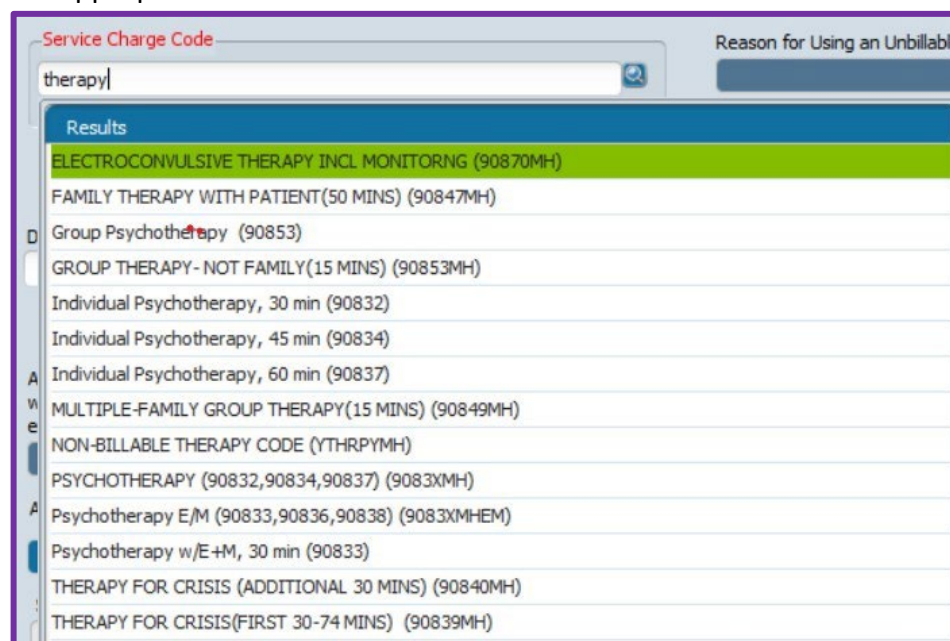 Service Charge Code
Reason for Using an Unbillabl
therapy
Results
ELECTROCONVULSIVE THERAPY INCL MONITORNG (90870MH)
FAMILY THERAPY WITH PATIENT(50 MINS) (90847MH)
D
Group Psychotherapy (90853)
GROUP THERAPY- NOT FAMILY(15 MINS) (90853MH)
Individual Psychotherapy, 30 min (90832)
Individual Psychotherapy, 45 min (90834)
A
Individual Psychotherapy, 60 min (90837)
w
MULTIPLE-FAMILY GROUP THERAPY(15 MINS) (90849MH)
e
NON-BILLABLE THERAPY CODE (YTHRPYMH)
PSYCHOTHERAPY (90832,90834,90837) (9083XMH)
A
Psychotherapy E/M (90833,90836,90838) (9083XMHEM)
Psychotherapy w/E+M, 30 min (90833)
THERAPY FOR CRISIS (ADDITIONAL 30 MINS) (90840MH)
THERAPY FOR CRISIS(FIRST 30-74 MINS) (90839MH)